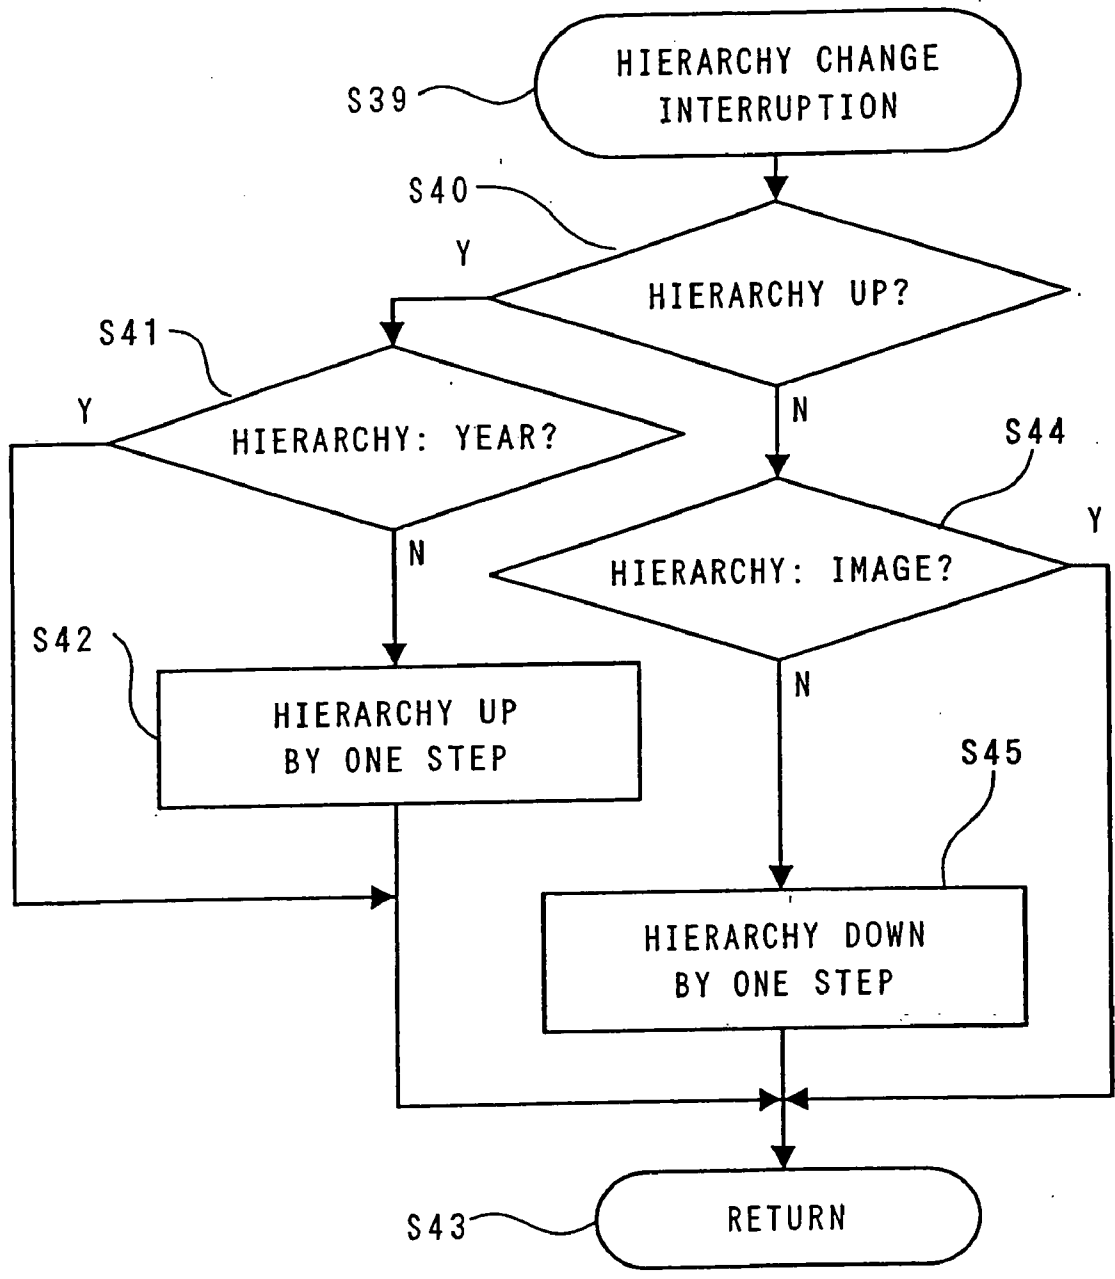 HIERARCHY CHANGE
INTERRUPTION
S39
S40
Y
HIERARCHY UP?
S41
N
Y
HIERARCHY: YEAR?
S44
Y
N
HIERARCHY: IMAGE?
S42
N
HIERARCHY UP
BY ONE STEP
S45
HIERARCHY DOWN
BY ONE STEP
S43
RETURN